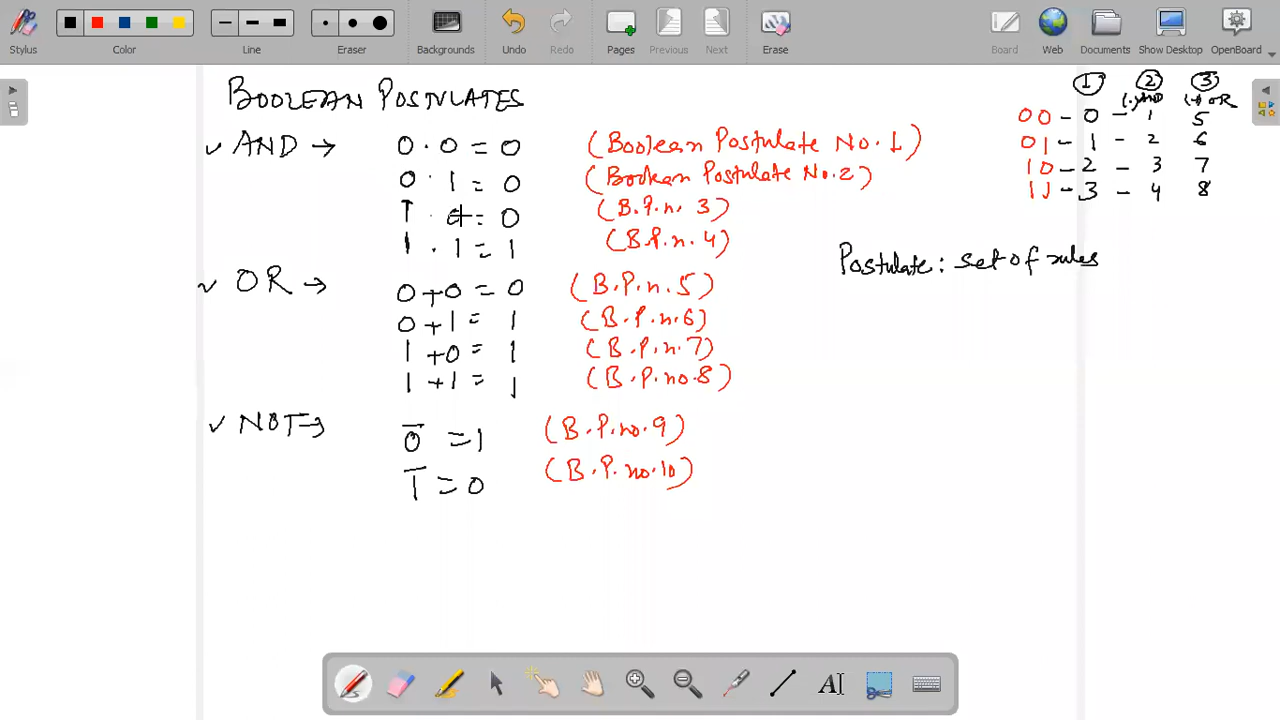 Stylus Color Line Eraser Backgrounds Undo Redo Pages Previous Next Erase Board Web Documents Show Desktop OpenBoard
BOOLEAN POSTULATES
✓ AND → 0 · 0 = 0 (Boolean Postulate No. 1)
0 · 1 = 0 (Boolean Postulate No. 2)
1 · = 0 (B.P.n. 3)
1 · 1 = 1 (B.P.n. 4)
✓ OR → 0+0 = 0 (B.P.n. 5)
0+1 = 1 (B.P.n. 6)
1+0 = 1 (B.P.n. 7)
1+1 = 1 (B.P.no. 8)
✓ NOT → 0̅ = 1 (B.P.no. 9)
1̅ = 0 (B.P.no. 10)
1 2 3
(·) AND (+) OR
00 - 0 - 1 5
01 - 1 - 2 6
10 - 2 - 3 7
11 - 3 - 4 8
Postulate: set of rules